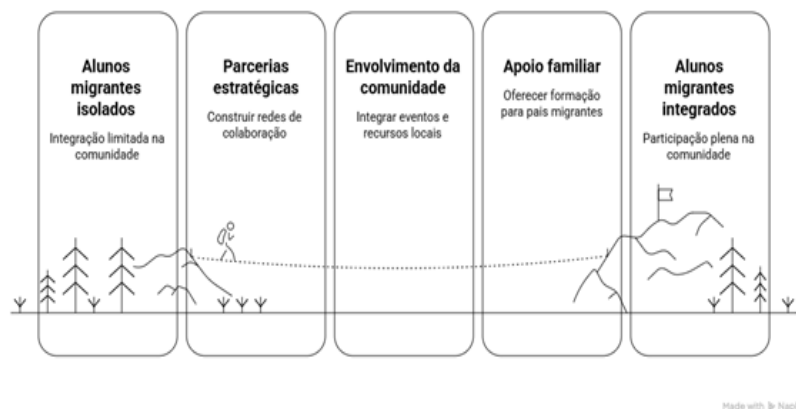 Alunos
migrantes
isolados
Integração limitada na
comunidade
Parcerias
estratégicas
Construir redes de
colaboração
Envolvimento da
comunidade
Integrar eventos e
recursos locais
Apoio familiar
Oferecer formação
para pais migrantes
Alunos
migrantes
integrados
Participação plena na
comunidade
Made with